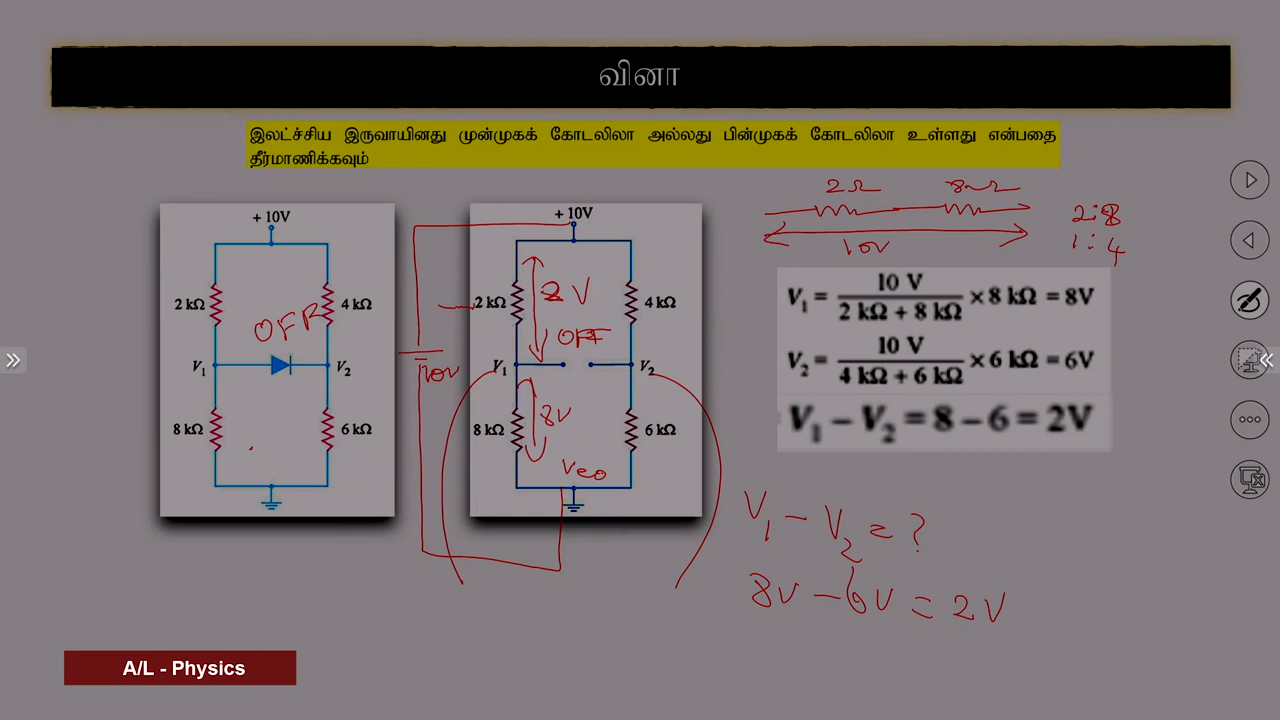 வினா
இலட்ச்சிய இருவாயினது முன்முகக் கோடலிலா அல்லது பின்முகக் கோடலிலா உள்ளது என்பதை
தீர்மாணிக்கவும்
+ 10V
2 kΩ
4 kΩ
OFF
V₁
V₂
8 kΩ
6 kΩ
+ 10V
2 kΩ
2 V
4 kΩ
OFF
V₁
V₂
10V
8 kΩ
8V
6 kΩ
V=0
2Ω 8Ω
10V
2:8
1:4
V₁ = 10 V / 2 kΩ + 8 kΩ × 8 kΩ = 8V
V₂ = 10 V / 4 kΩ + 6 kΩ × 6 kΩ = 6V
V₁ – V₂ = 8 – 6 = 2V
V₁ – V₂ = ?
8V – 6V = 2V
A/L - Physics